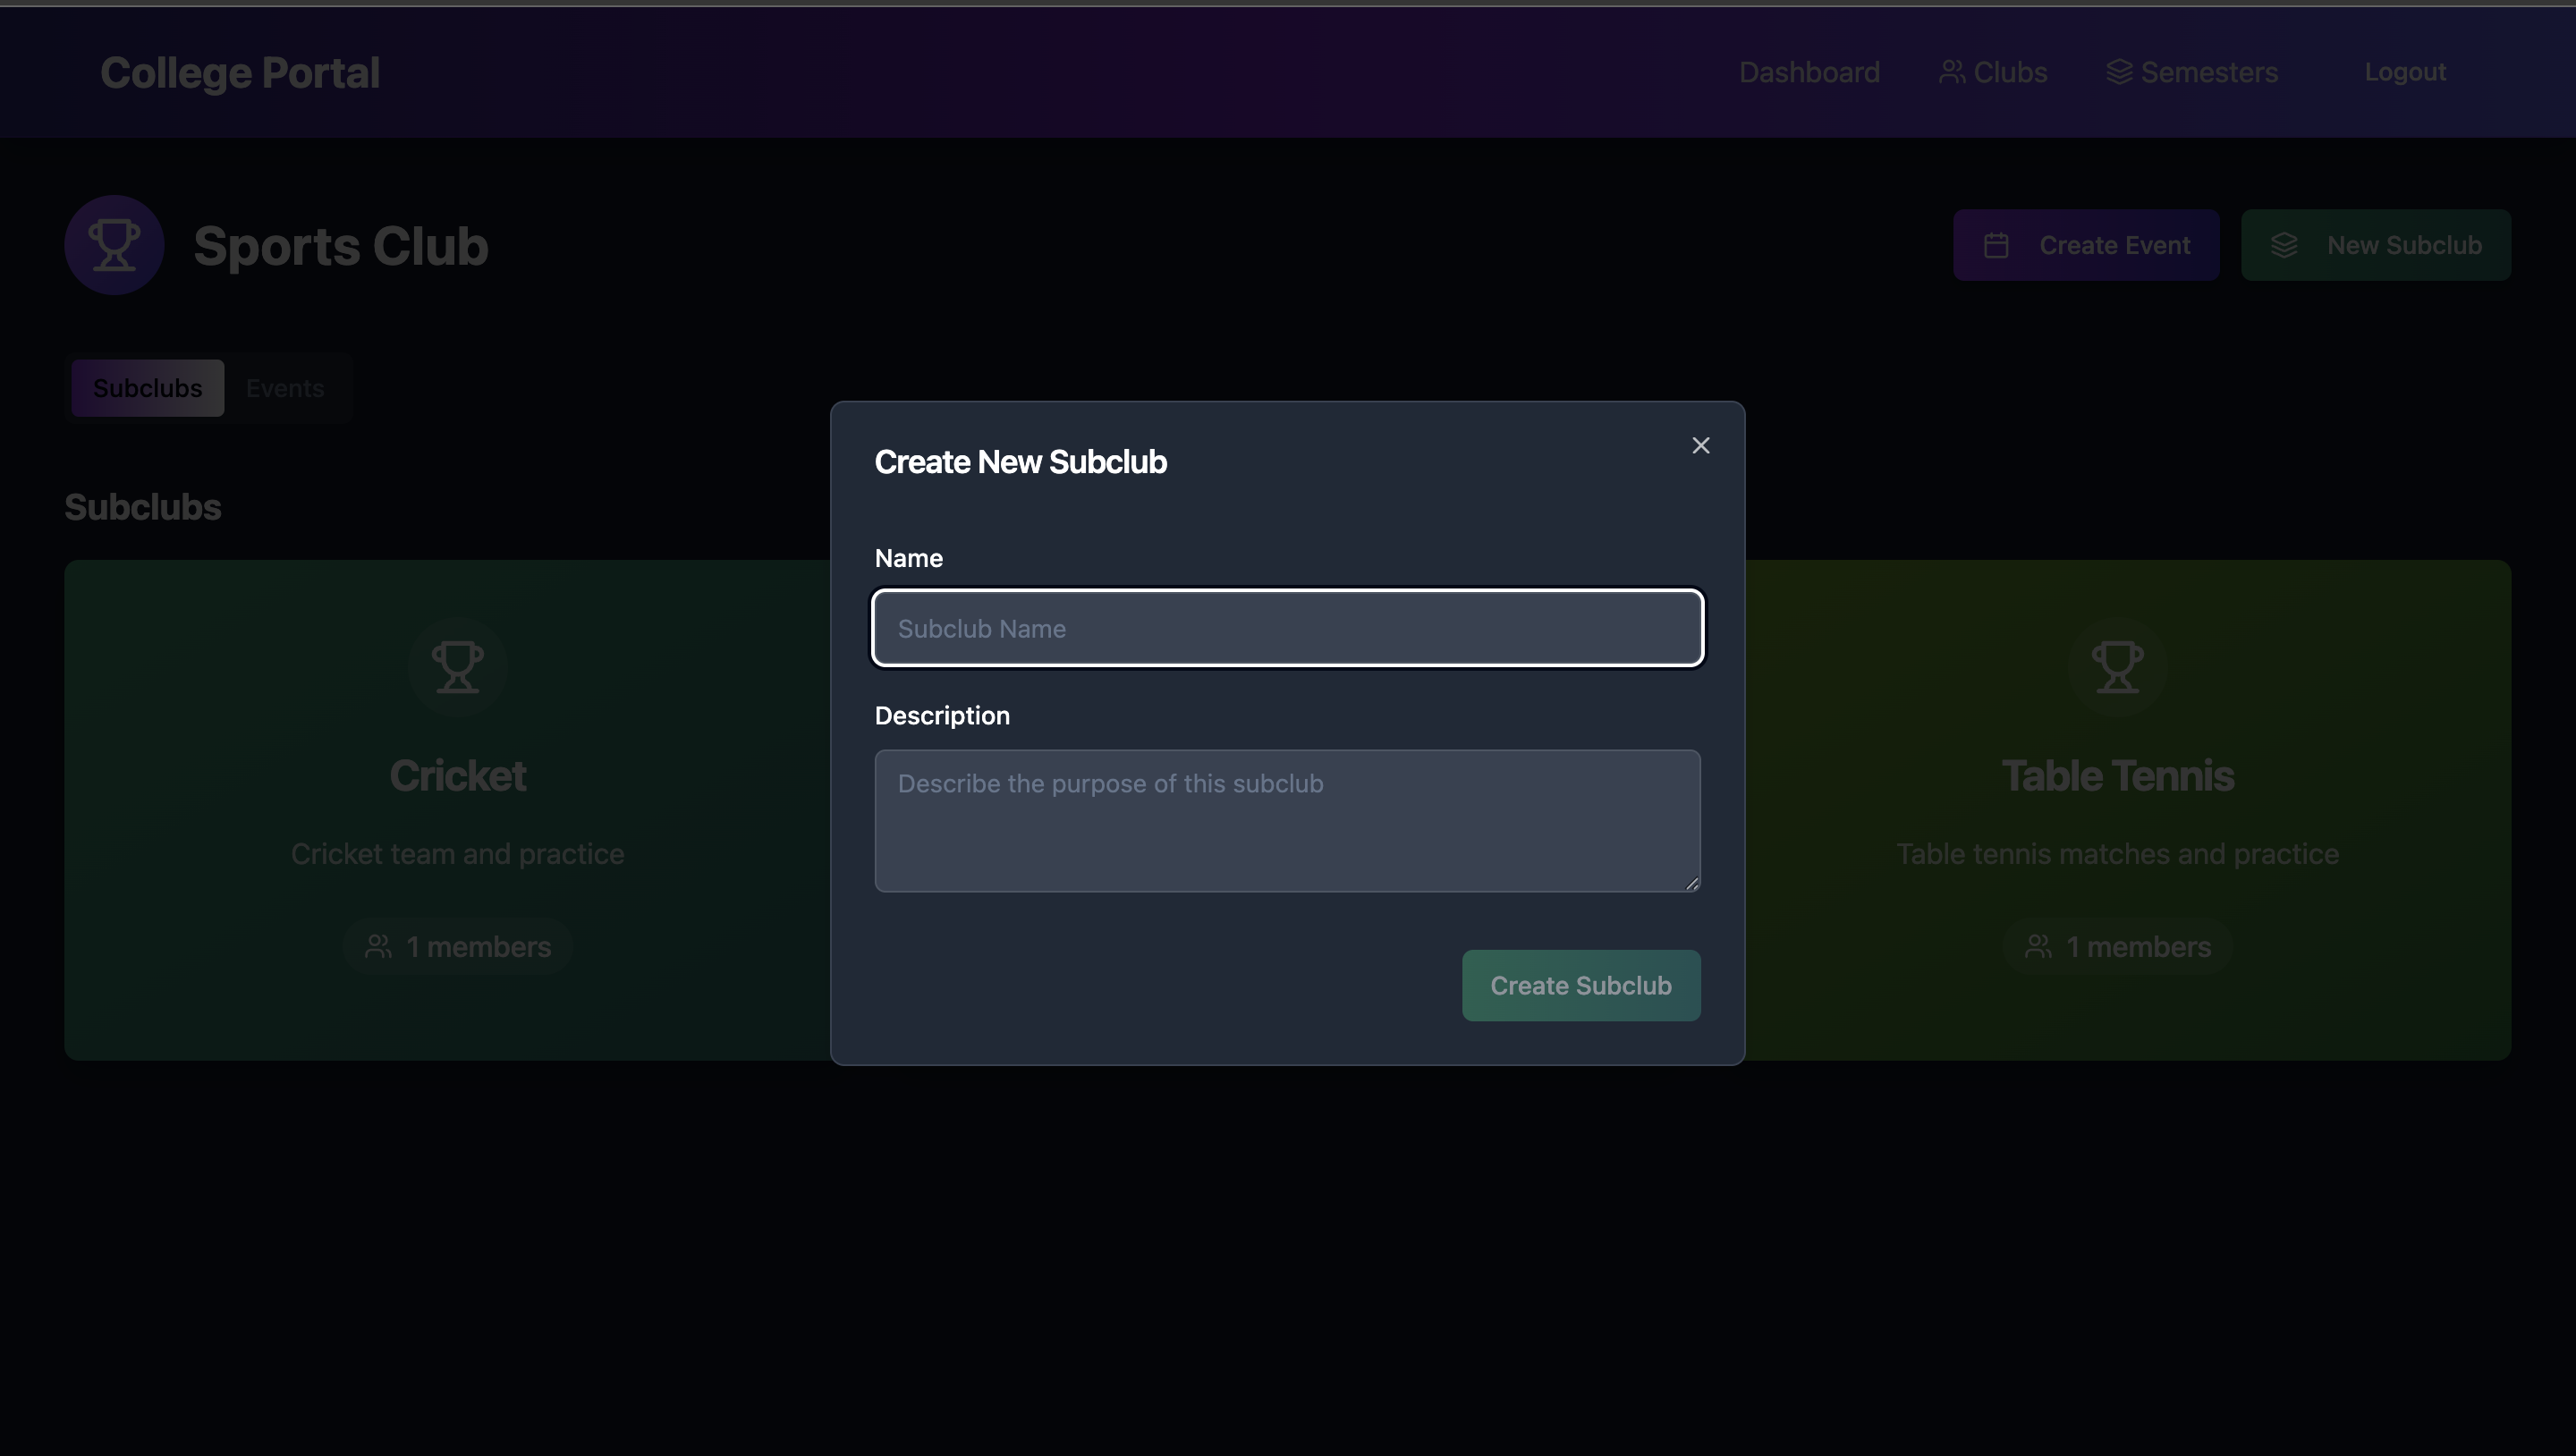 College Portal
Dashboard
Clubs
Semesters
Logout
Sports Club
Create Event
New Subclub
Subclubs
Events
Subclubs
Create New Subclub
Name
Subclub Name
Description
Describe the purpose of this subclub
Create Subclub
Cricket
Cricket team and practice
1 members
Table Tennis
Table tennis matches and practice
1 members